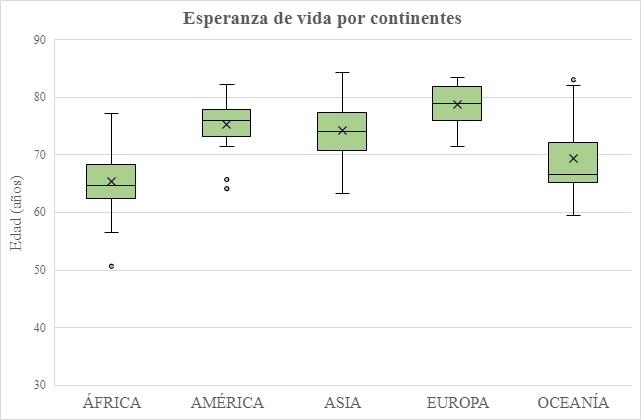 Esperanza de vida por continentes
90
80
70
60
50
40
30
Edad (años)
ÁFRICA AMÉRICA ASIA EUROPA OCEANÍA